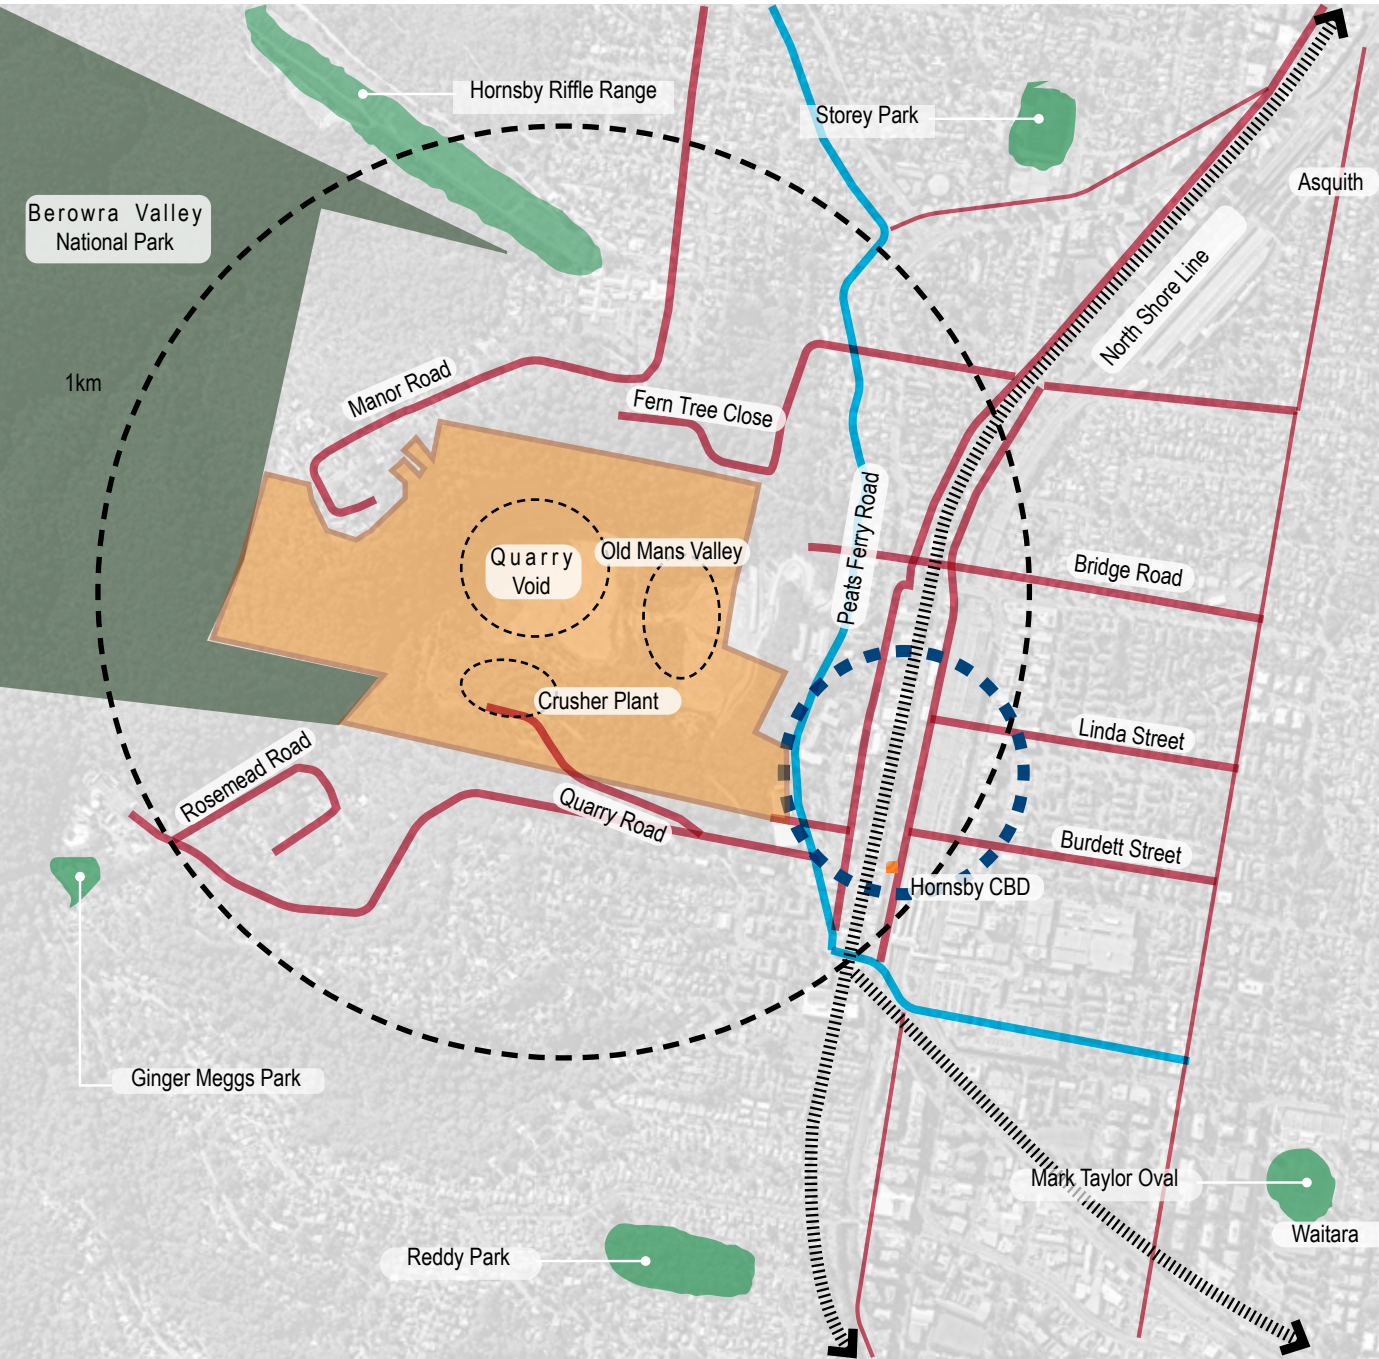 Hornsby Riffle Range
Storey Park
Asquith
Berowra Valley
National Park
North Shore Line
1km
Manor Road
Fern Tree Close
Peats Ferry Road
Quarry
Void
Old Mans Valley
Bridge Road
Crusher Plant
Linda Street
Rosemead Road
Quarry Road
Burdett Street
Hornsby CBD
Ginger Meggs Park
Mark Taylor Oval
Waitara
Reddy Park